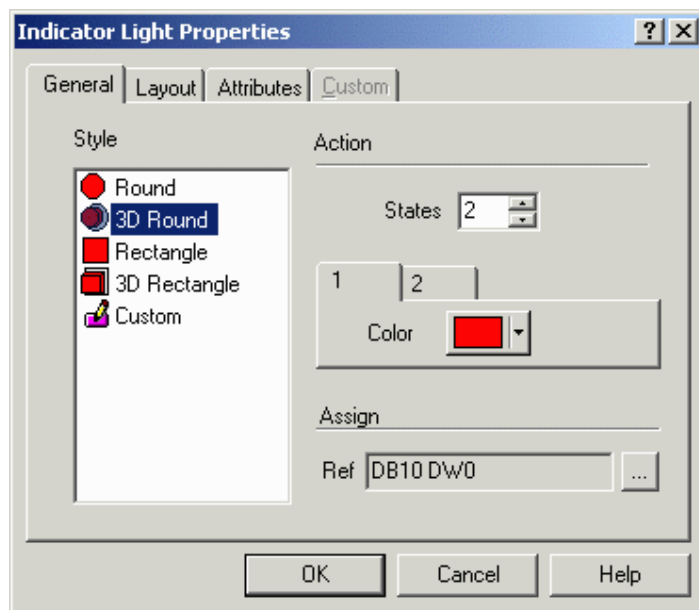 Indicator Light Properties
General Layout Attributes Custom
Style
Round
3D Round
Rectangle
3D Rectangle
Custom
Action
States 2
1 2
Color
Assign
Ref DB10 DW0 ...
OK Cancel Help